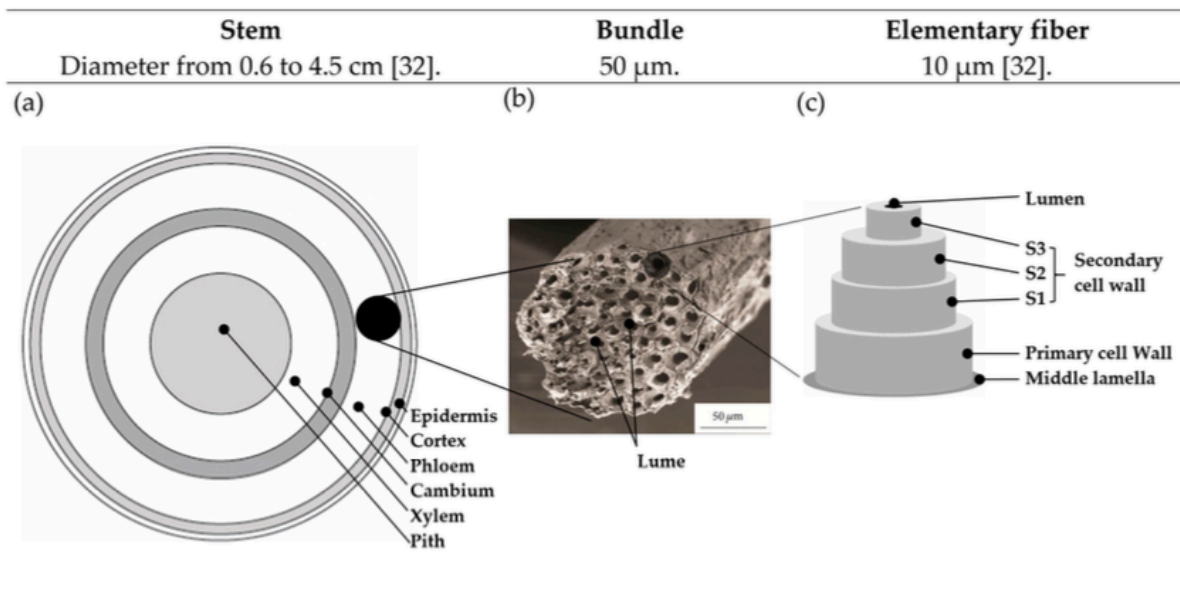 Stem Bundle Elementary fiber
Diameter from 0.6 to 4.5 cm [32]. 50 μm. 10 μm [32].
(a) (b) (c)
Epidermis
Cortex
Phloem
Cambium
Xylem
Pith
50 μm
Lume
Lumen
S3
S2
S1
Secondary
cell wall
Primary cell Wall
Middle lamella